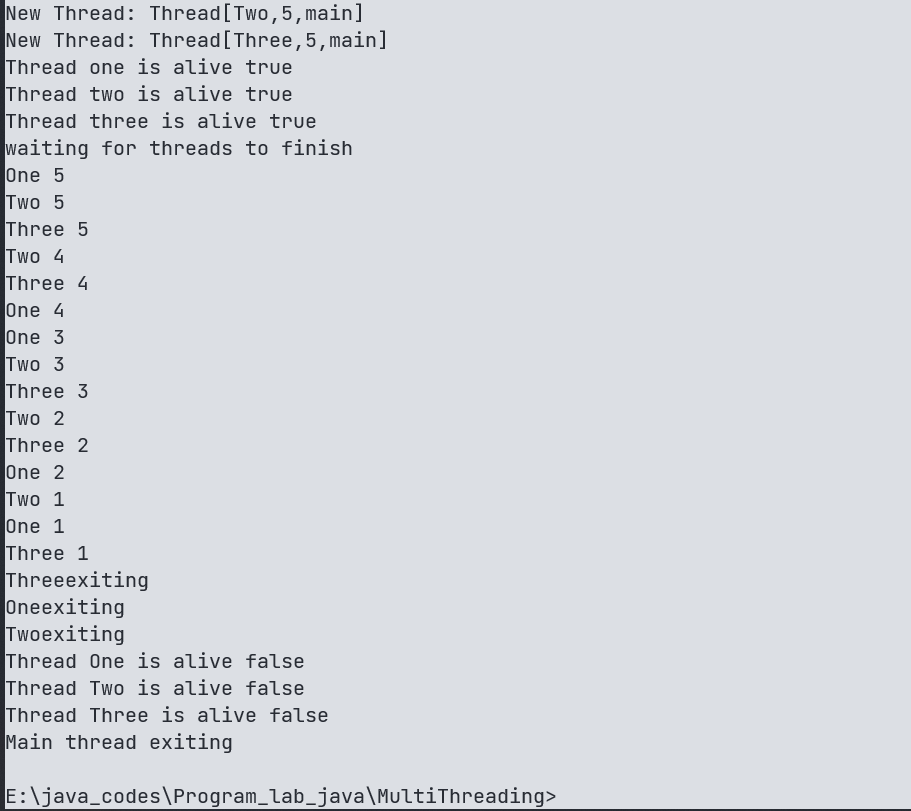 New Thread: Thread[Two,5,main]
New Thread: Thread[Three,5,main]
Thread one is alive true
Thread two is alive true
Thread three is alive true
waiting for threads to finish
One 5
Two 5
Three 5
Two 4
Three 4
One 4
One 3
Two 3
Three 3
Two 2
Three 2
One 2
Two 1
One 1
Three 1
Threeexiting
Oneexiting
Twoexiting
Thread One is alive false
Thread Two is alive false
Thread Three is alive false
Main thread exiting
E:\java_codes\Program_lab_java\MultiThreading>